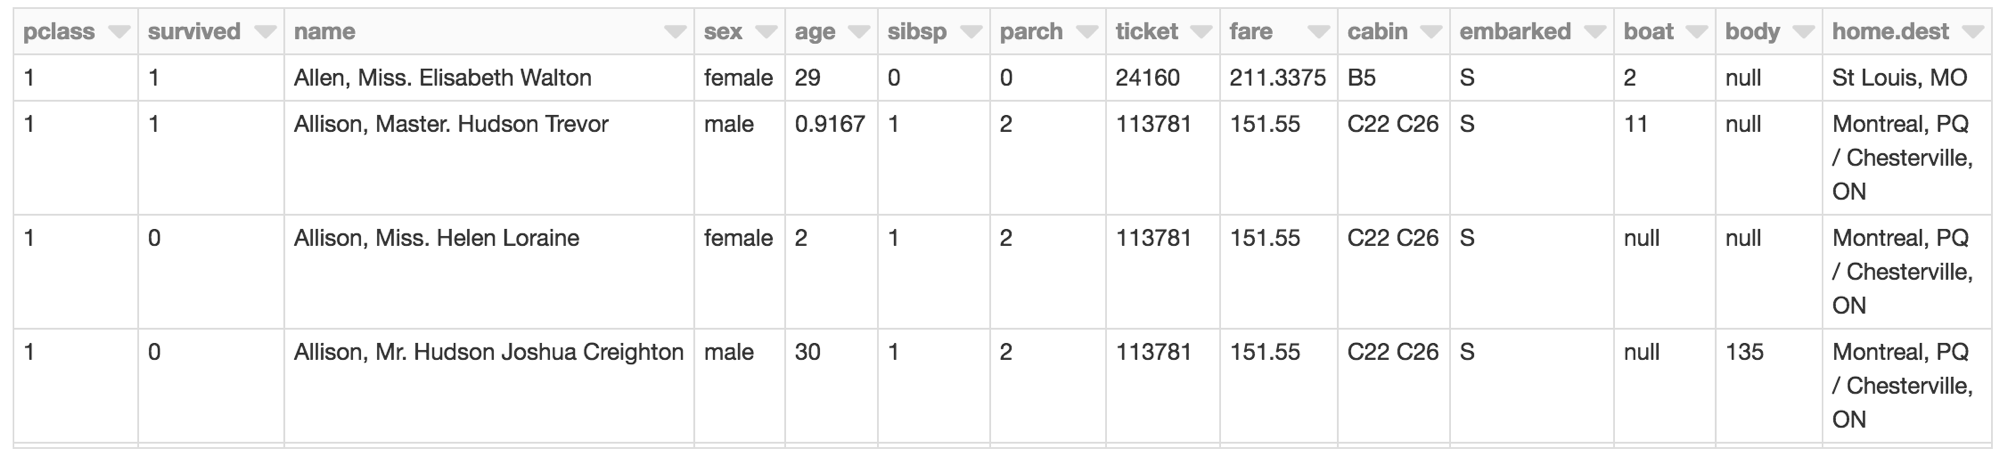 pclass survived name sex age sibsp parch ticket fare cabin embarked boat body home.dest
1 1 Allen, Miss. Elisabeth Walton female 29 0 0 24160 211.3375 B5 S 2 null St Louis, MO
1 1 Allison, Master. Hudson Trevor male 0.9167 1 2 113781 151.55 C22 C26 S 11 null Montreal, PQ
/ Chesterville,
ON
1 0 Allison, Miss. Helen Loraine female 2 1 2 113781 151.55 C22 C26 S null null Montreal, PQ
/ Chesterville,
ON
1 0 Allison, Mr. Hudson Joshua Creighton male 30 1 2 113781 151.55 C22 C26 S null 135 Montreal, PQ
/ Chesterville,
ON